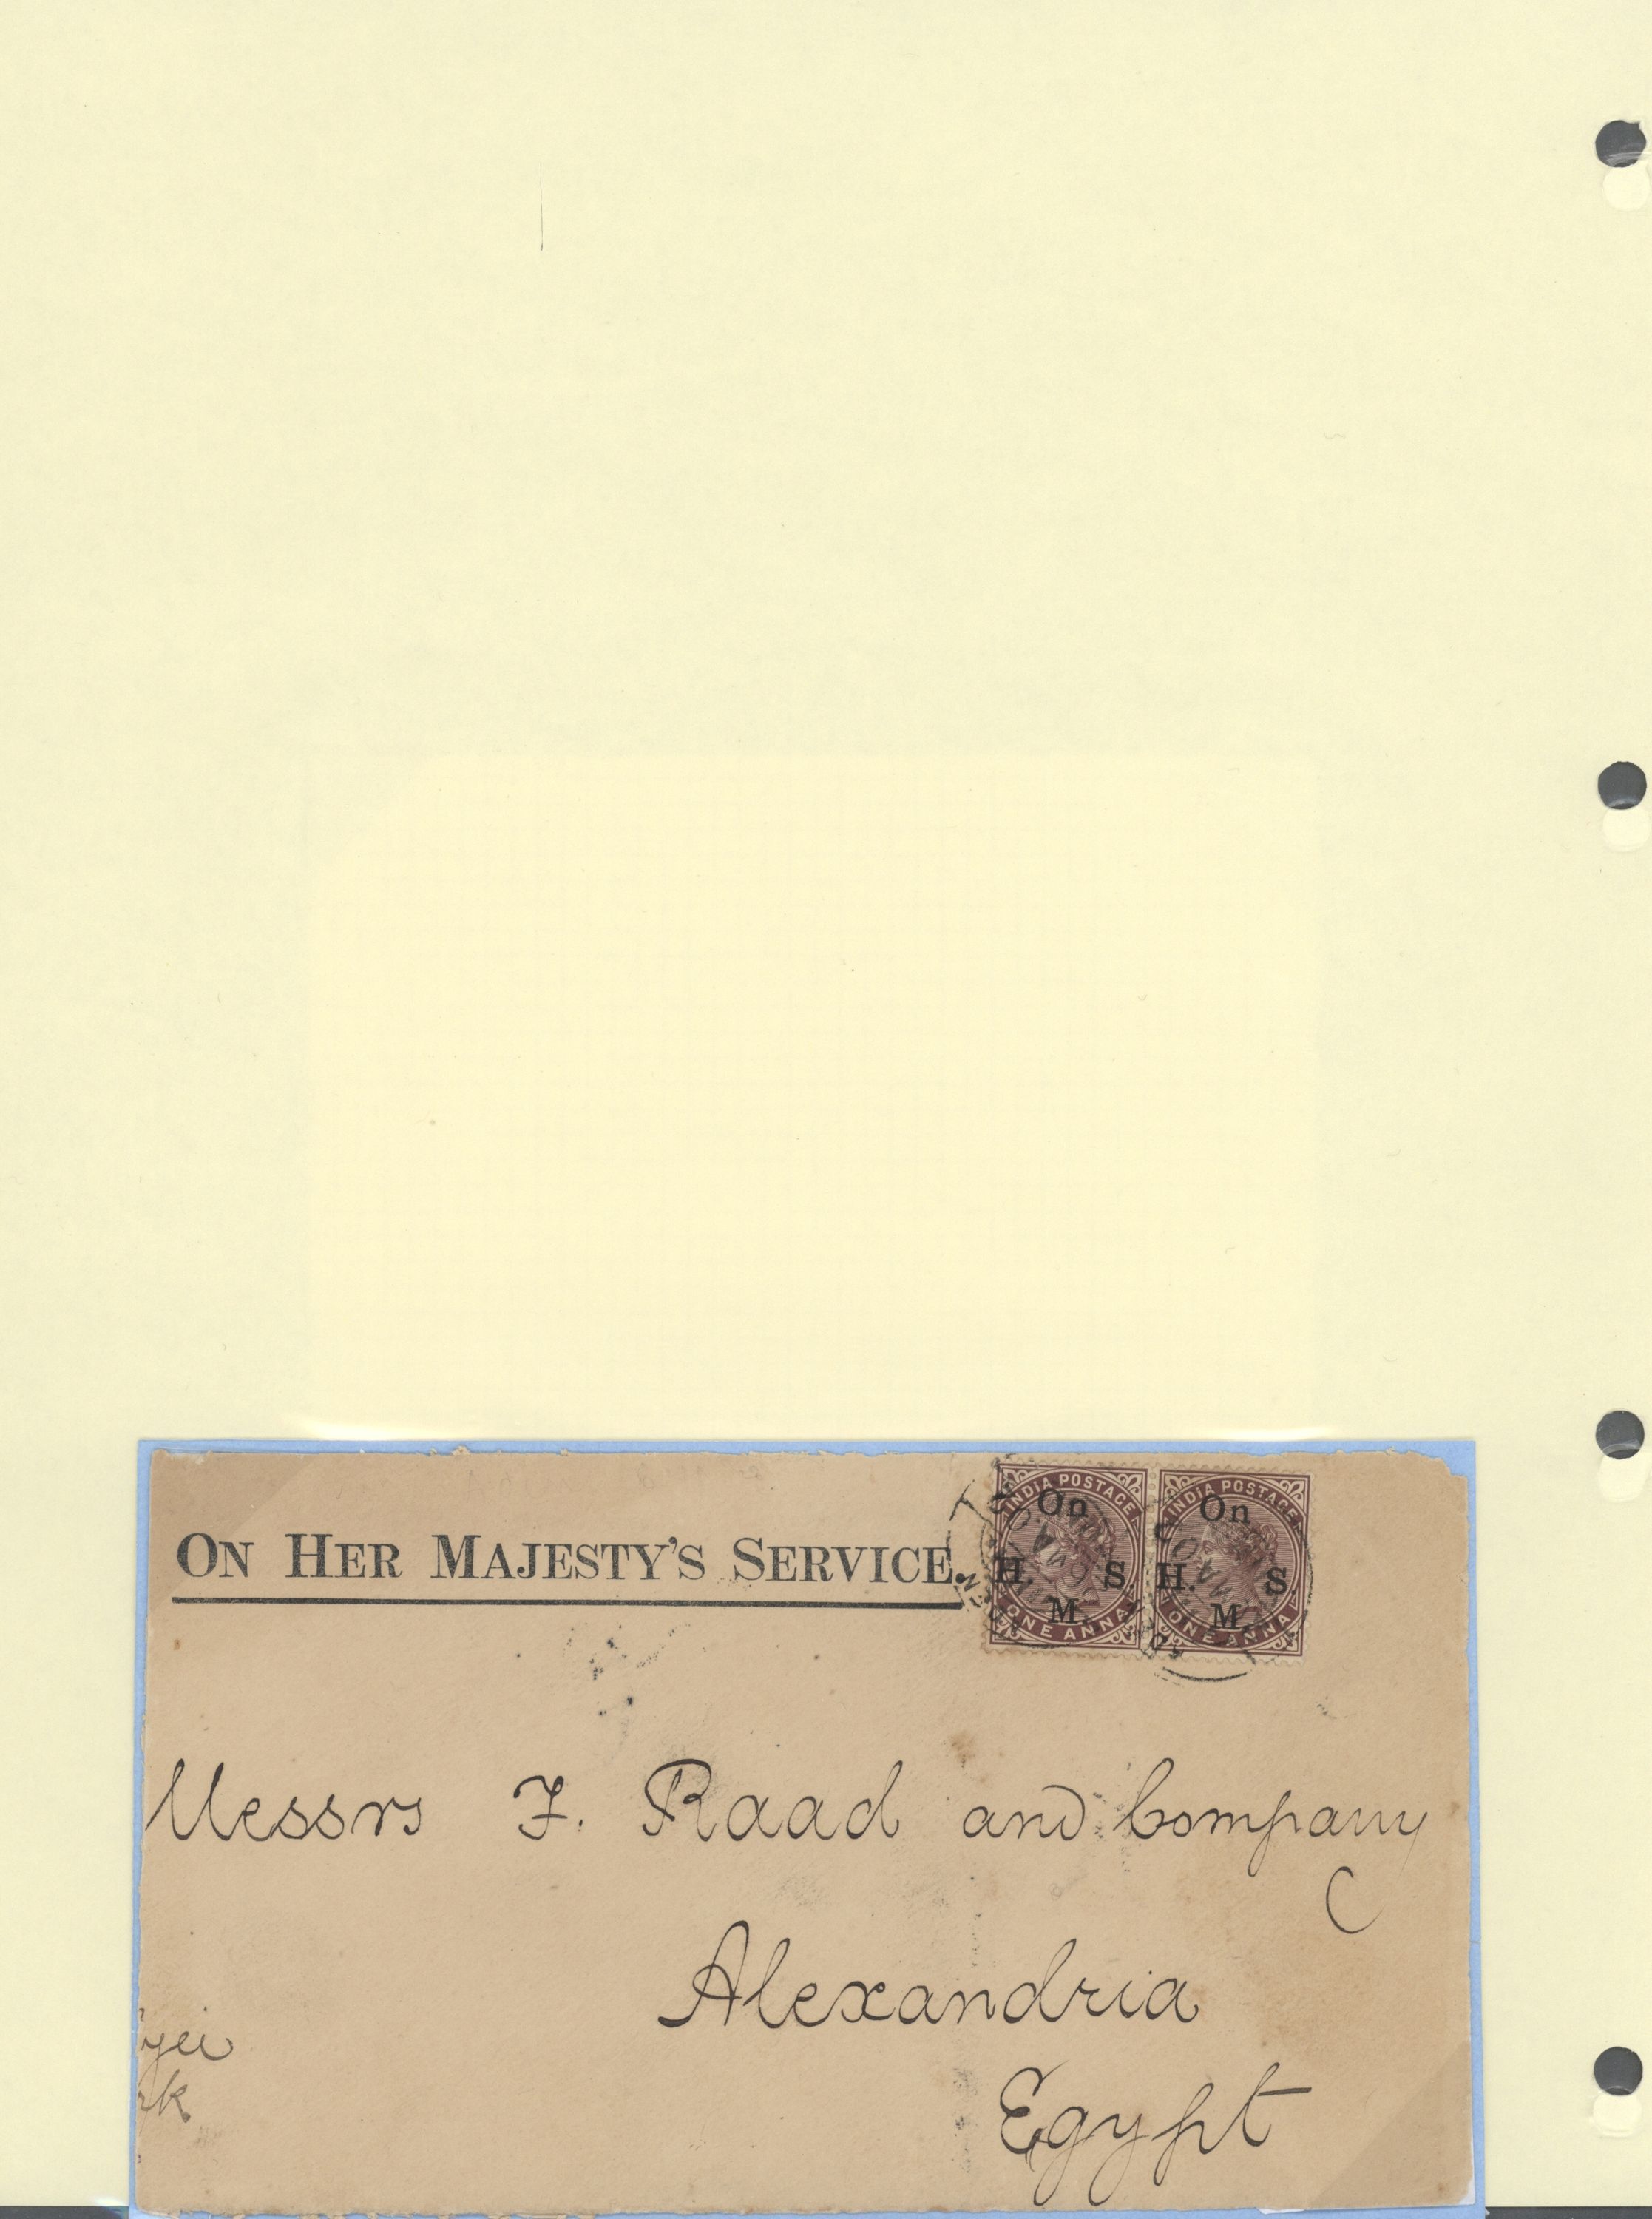 ON HER MAJESTY'S SERVICE.
INDIA POSTAGE
On
H. S.
M.
ONE ANNA
INDIA POSTAGE
On
H. S.
M.
ONE ANNA
Messrs F. Raad and Company
Alexandria
Egypt